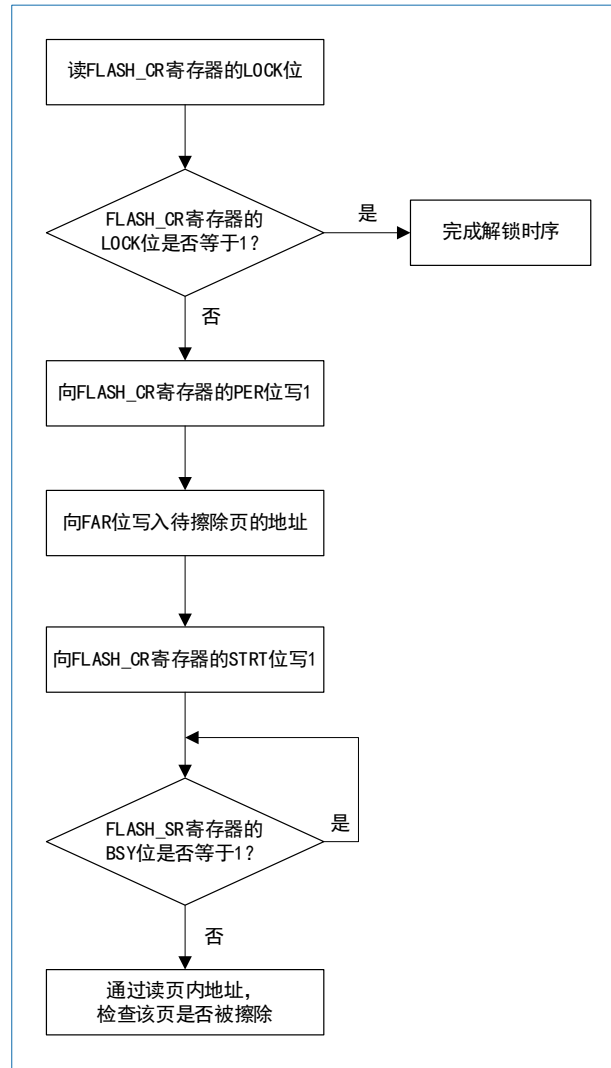 读FLASH_CR寄存器的LOCK位
FLASH_CR寄存器的
LOCK位是否等于1?
是
完成解锁时序
否
向FLASH_CR寄存器的PER位写1
向FAR位写入待擦除页的地址
向FLASH_CR寄存器的STRT位写1
FLASH_SR寄存器的
BSY位是否等于1?
是
否
通过读页内地址,
检查该页是否被擦除